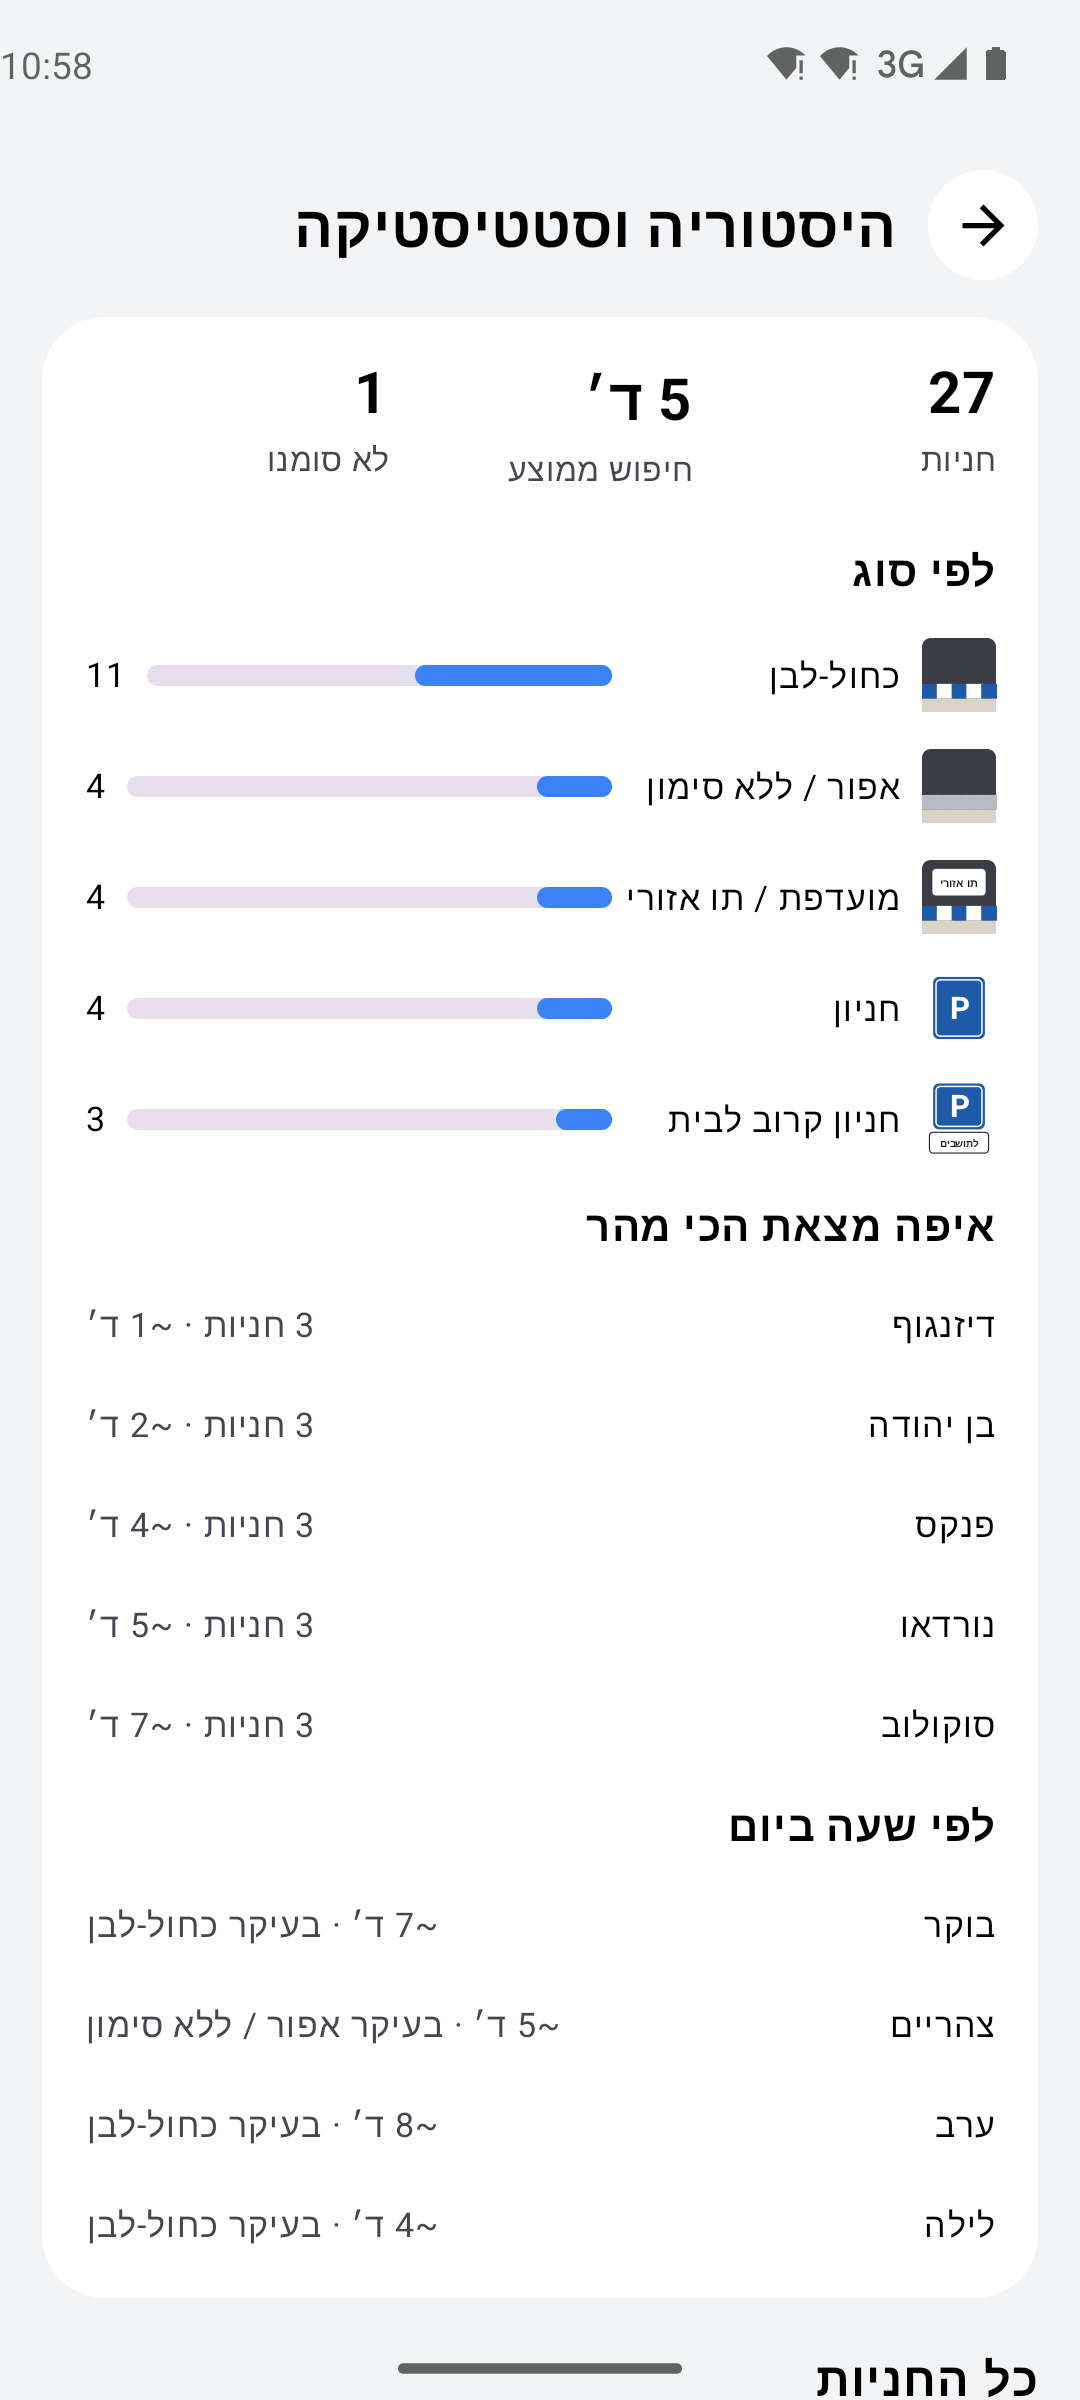 10:58
3G
היסטוריה וסטטיסטיקה
27
חניות
5 ד׳
חיפוש ממוצע
1
לא סומנו
לפי סוג
כחול-לבן 11
אפור / ללא סימון 4
תו אזורי
מועדפת / תו אזורי 4
P
חניון 4
P
לתושבים
חניון קרוב לבית 3
איפה מצאת הכי מהר
דיזנגוף 3 חניות · ~1 ד׳
בן יהודה 3 חניות · ~2 ד׳
פנקס 3 חניות · ~4 ד׳
נורדאו 3 חניות · ~5 ד׳
סוקולוב 3 חניות · ~7 ד׳
לפי שעה ביום
בוקר ~7 ד׳ · בעיקר כחול-לבן
צהריים ~5 ד׳ · בעיקר אפור / ללא סימון
ערב ~8 ד׳ · בעיקר כחול-לבן
לילה ~4 ד׳ · בעיקר כחול-לבן
כל החניות